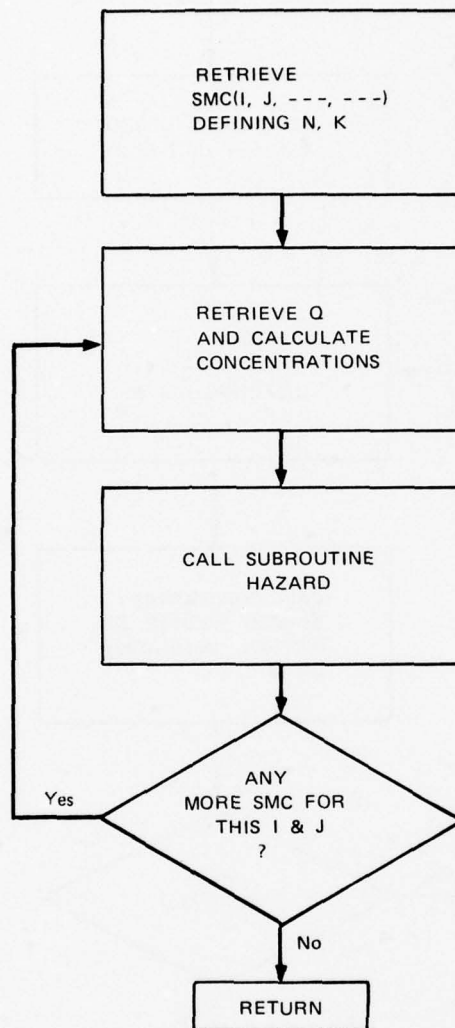 RETRIEVE
SMC(I, J, ---, ---)
DEFINING N, K
RETRIEVE Q
AND CALCULATE
CONCENTRATIONS
CALL SUBROUTINE
HAZARD
ANY
MORE SMC FOR
THIS I & J
?
Yes
No
RETURN